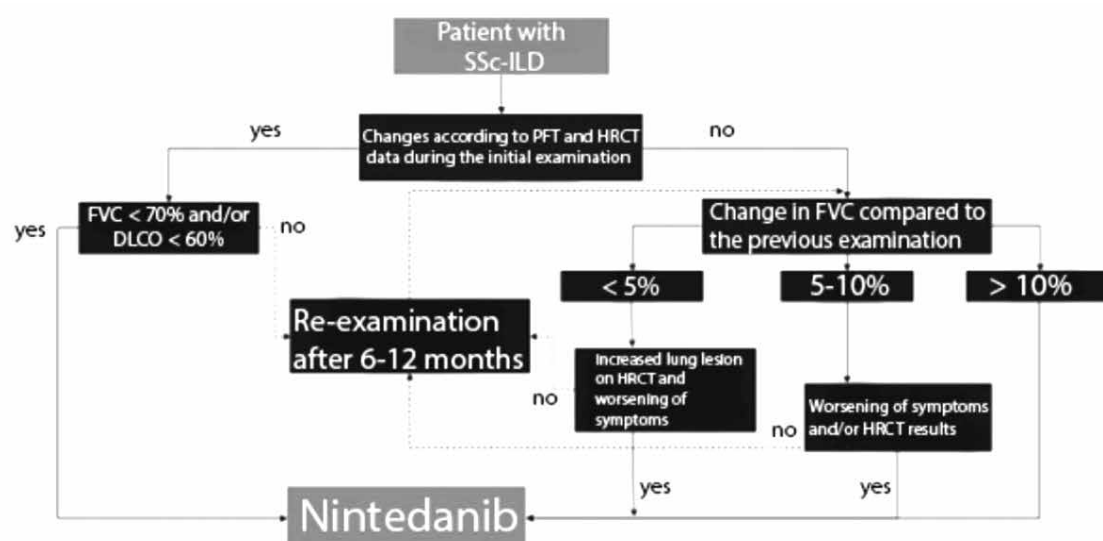 Patient with
SSc-ILD
yes
Changes according to PFT and HRCT
data during the initial examination
no
yes
FVC < 70% and/or
DLCO < 60%
no
Change in FVC compared to
the previous examination
< 5%
5-10%
> 10%
Re-examination
after 6-12 months
no
Increased lung lesion
on HRCT and
worsening of
symptoms
no
Worsening of symptoms
and/or HRCT results
yes
yes
Nintedanib